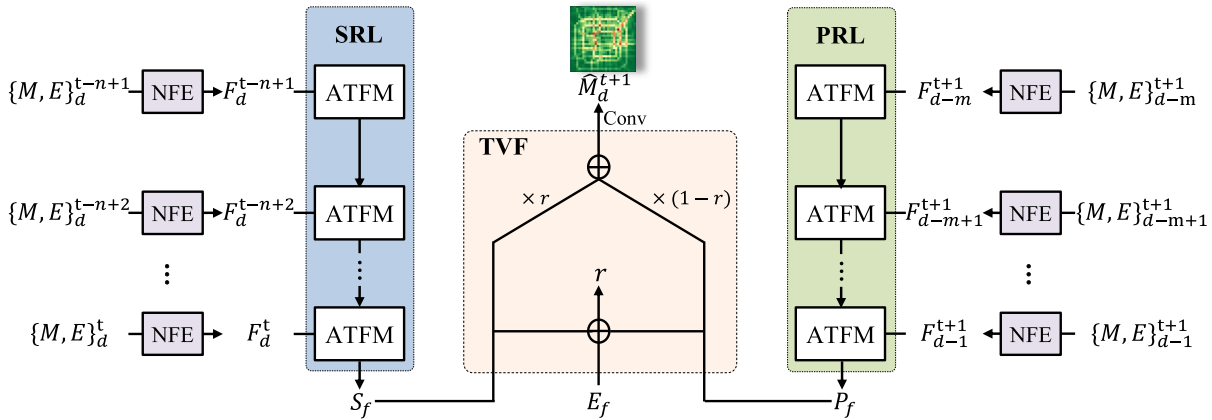 SRL
PRL
{M, E}_d^{t−n+1} NFE F_d^{t−n+1} ATFM
M̂_d^{t+1}
Conv
ATFM F_{d−m}^{t+1} NFE {M, E}_{d−m}^{t+1}
TVF
× r
× (1 − r)
{M, E}_d^{t−n+2} NFE F_d^{t−n+2} ATFM
ATFM F_{d−m+1}^{t+1} NFE {M, E}_{d−m+1}^{t+1}
r
{M, E}_d^t NFE F_d^t ATFM
ATFM F_{d−1}^{t+1} NFE {M, E}_{d−1}^{t+1}
S_f
E_f
P_f